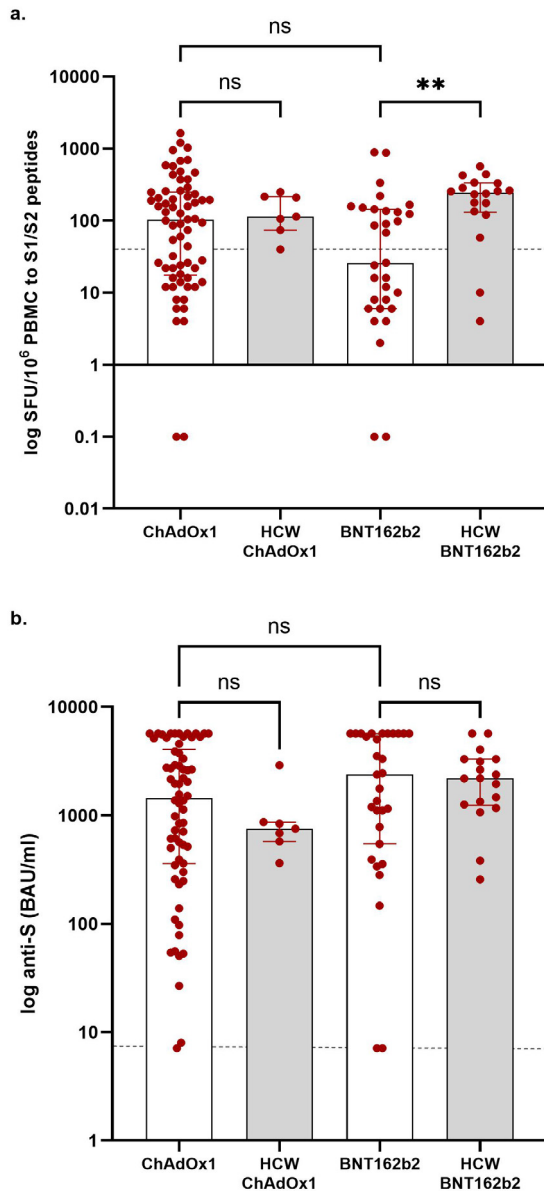 a.
ns
ns
**
10000
1000
100
10
1
0.1
0.01
log SFU/10⁶ PBMC to S1/S2 peptides
ChAdOx1
HCW
ChAdOx1
BNT162b2
HCW
BNT162b2
b.
ns
ns
ns
10000
1000
100
10
1
log anti-S (BAU/ml)
ChAdOx1
HCW
ChAdOx1
BNT162b2
HCW
BNT162b2